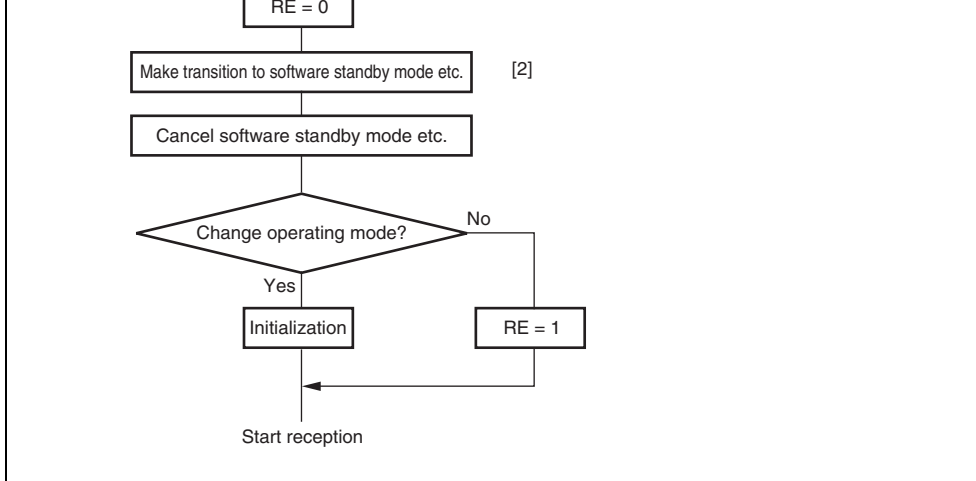 RE = 0
Make transition to software standby mode etc.
[2]
Cancel software standby mode etc.
Change operating mode?
No
Yes
Initialization
RE = 1
Start reception